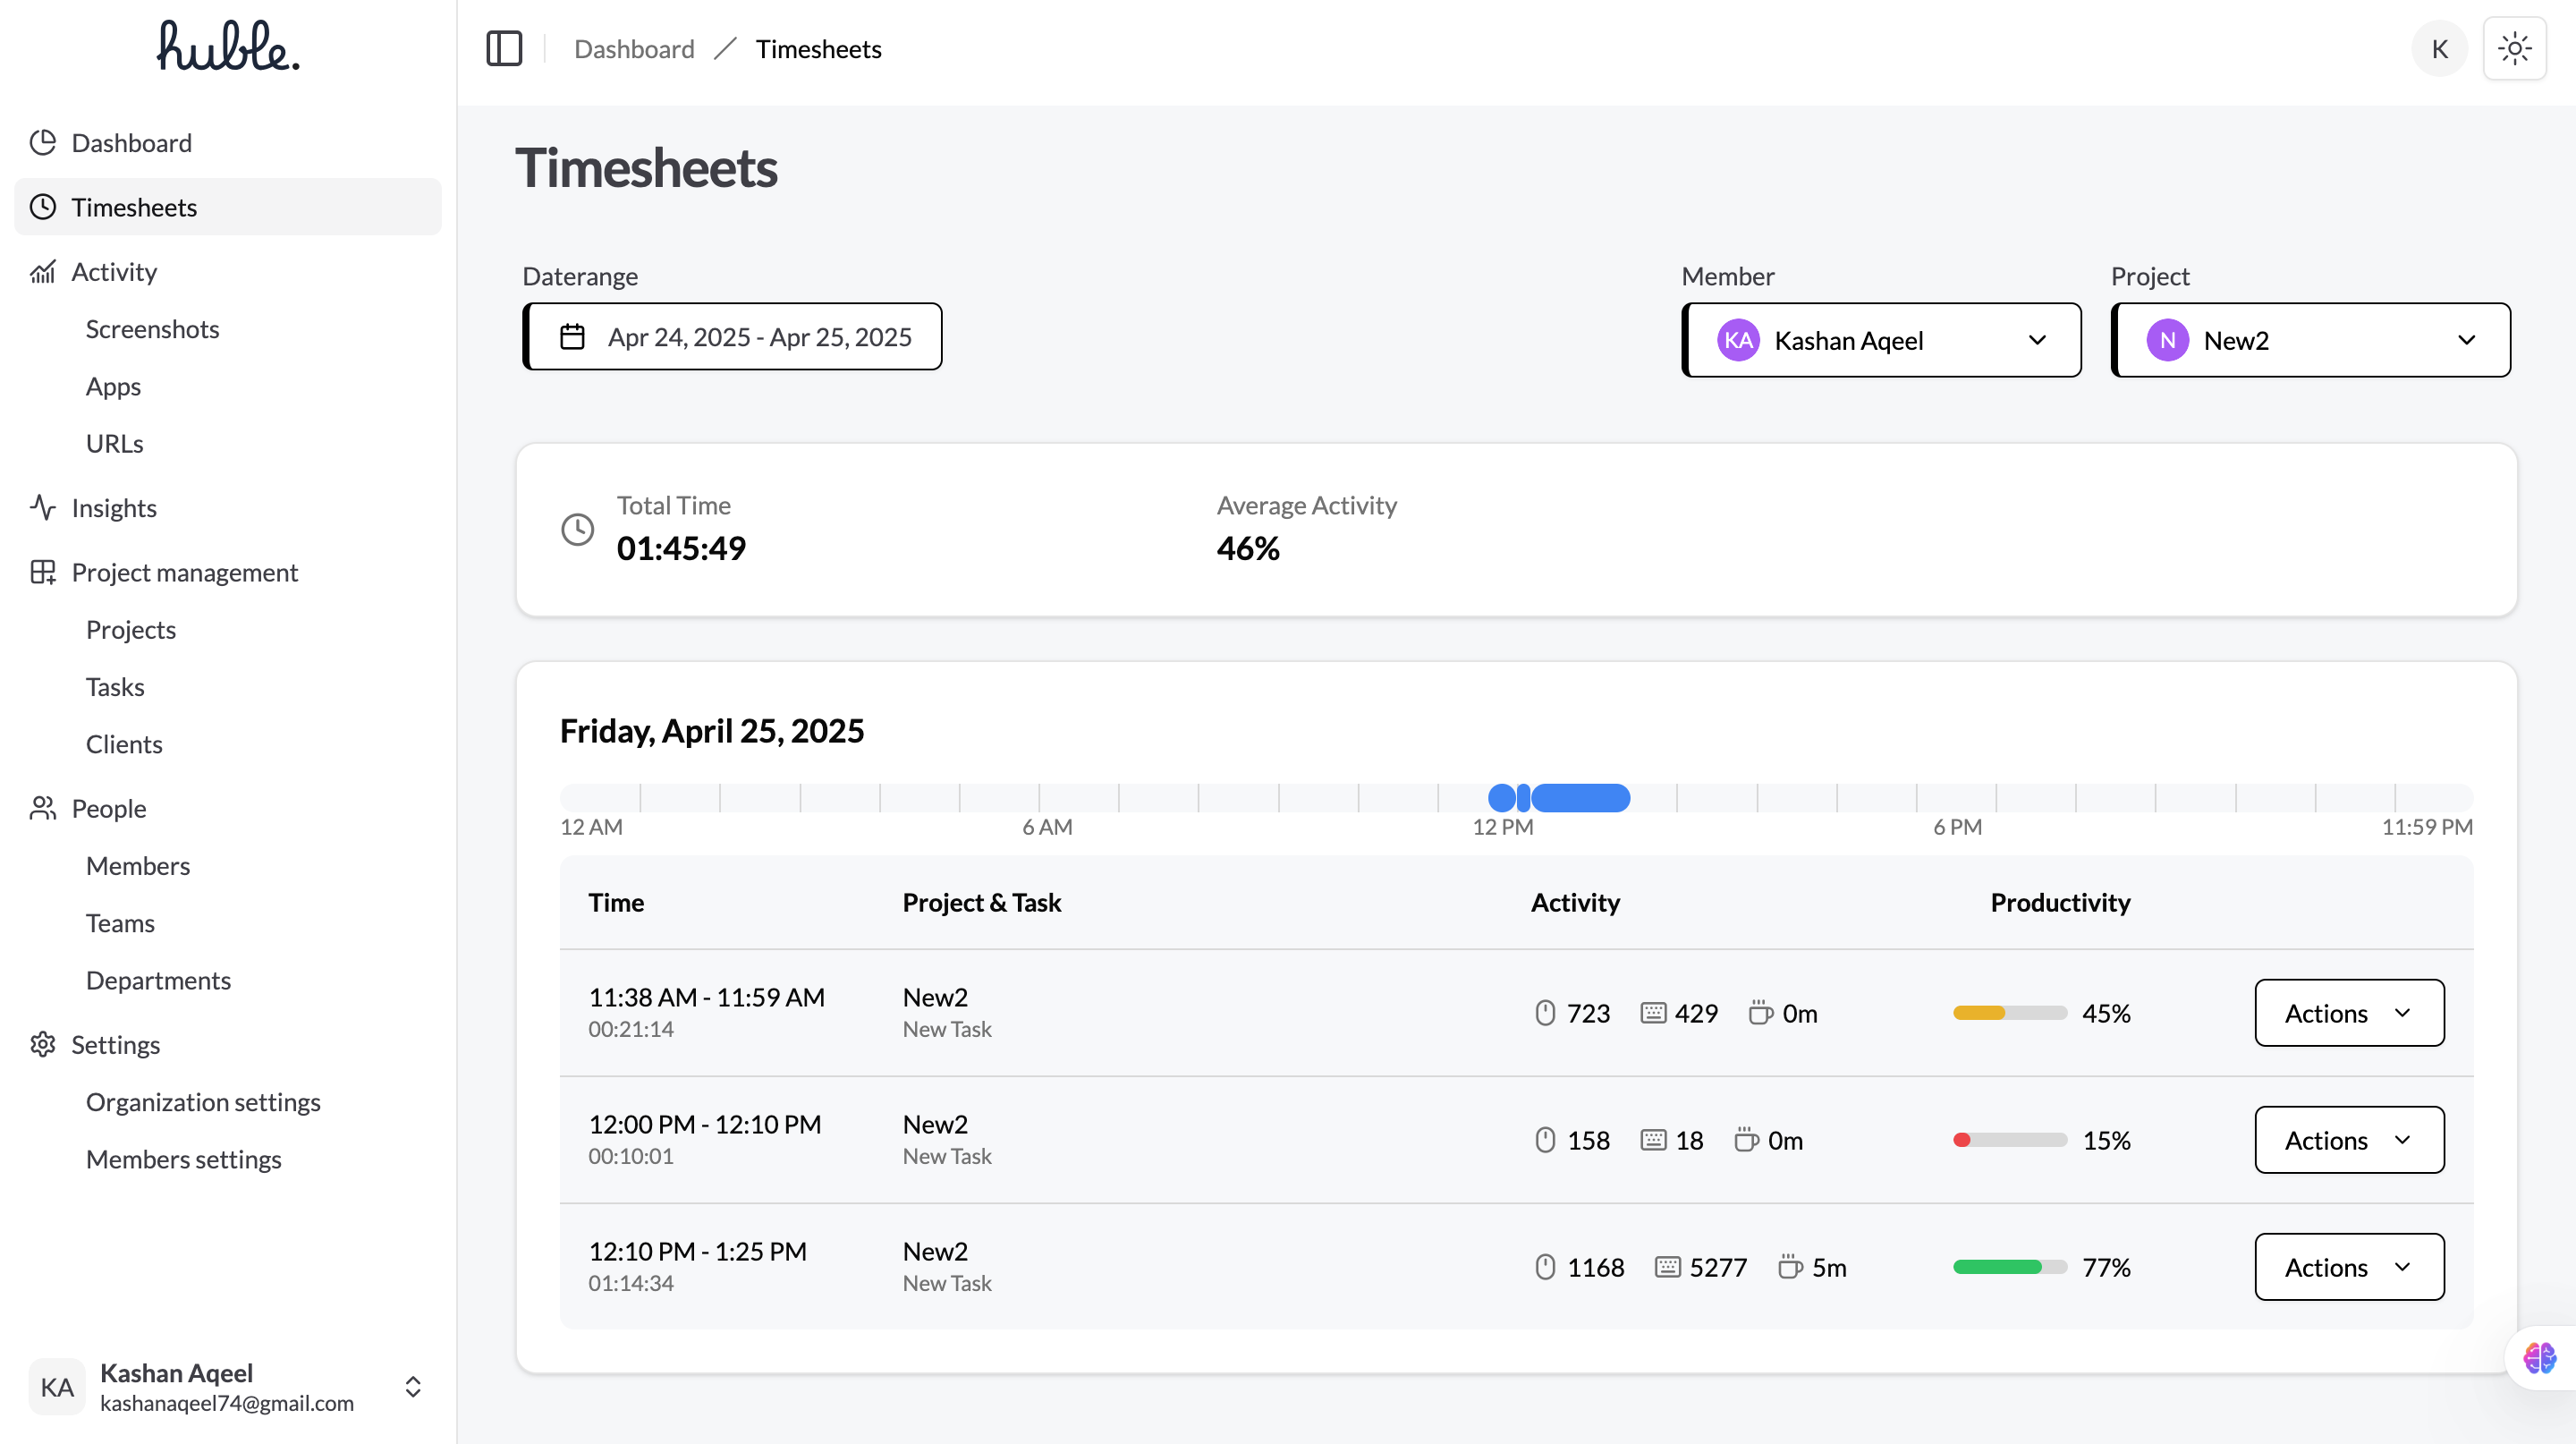 huble.
Dashboard
Timesheets
Activity
Screenshots
Apps
URLs
Insights
Project management
Projects
Tasks
Clients
People
Members
Teams
Departments
Settings
Organization settings
Members settings
KA
Kashan Aqeel
kashanaqeel74@gmail.com
Dashboard / Timesheets
K
Timesheets
Daterange
Apr 24, 2025 - Apr 25, 2025
Member
KA Kashan Aqeel
Project
N New2
Total Time
01:45:49
Average Activity
46%
Friday, April 25, 2025
12 AM 6 AM 12 PM 6 PM 11:59 PM
Time Project & Task Activity Productivity
11:38 AM - 11:59 AM New2 723 429 0m 45% Actions
00:21:14 New Task
12:00 PM - 12:10 PM New2 158 18 0m 15% Actions
00:10:01 New Task
12:10 PM - 1:25 PM New2 1168 5277 5m 77% Actions
01:14:34 New Task